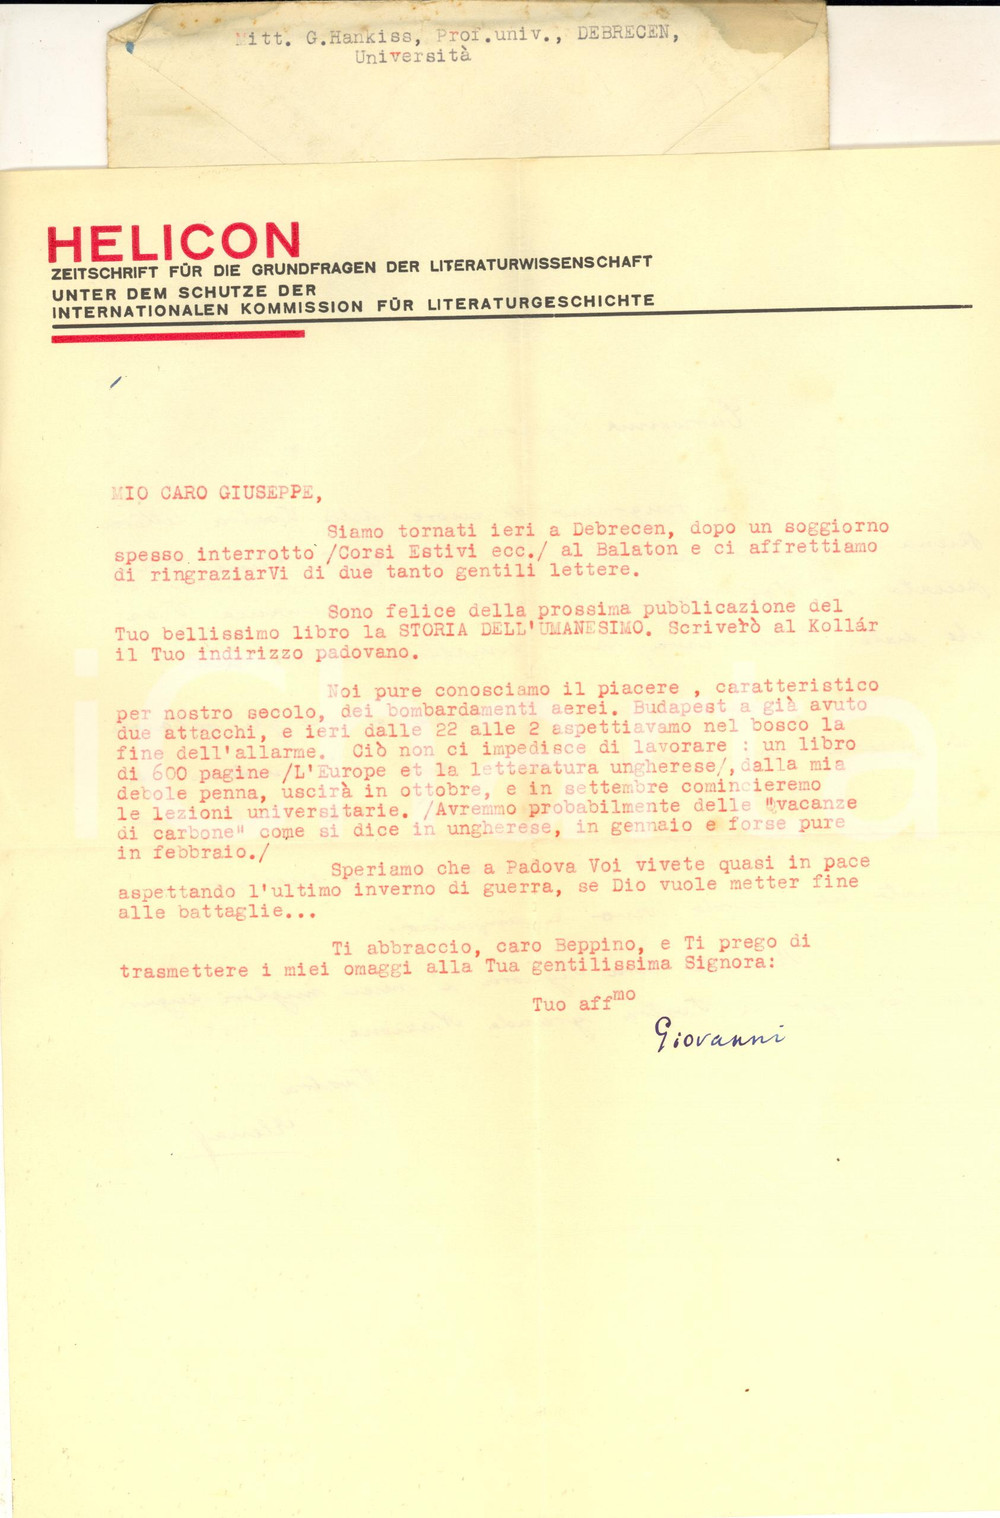 Mitt. G.Hankiss, Prof.univ., DEBRECEN,
Università
HELICON
ZEITSCHRIFT FÜR DIE GRUNDFRAGEN DER LITERATURWISSENSCHAFT
UNTER DEM SCHUTZE DER
INTERNATIONALEN KOMMISSION FÜR LITERATURGESCHICHTE
MIO CARO GIUSEPPE,
Siamo tornati ieri a Debrecen, dopo un soggiorno
spesso interrotto /Corsi Estivi ecc./ al Balaton e ci affrettiamo
di ringraziarVi di due tanto gentili lettere.
Sono felice della prossima pubblicazione del
Tuo bellissimo libro la STORIA DELL'UMANESIMO. Scriverò al Kollár
il Tuo indirizzo padovano.
Noi pure conosciamo il piacere , caratteristico
per nostro secolo, dei bombardamenti aerei. Budapest a già avuto
due attacchi, e ieri dalle 22 alle 2 aspettiavamo nel bosco la
fine dell'allarme. Ciò non ci impedisce di lavorare : un libro
di 600 pagine /L'Europe et la letteratura ungherese/, dalla mia
debole penna, uscirà in ottobre, e in settembre comincieremo
le lezioni universitarie. /Avremmo probabilmente delle "vacanze
di carbone" come si dice in ungherese, in gennaio e forse pure
in febbraio./
Speriamo che a Padova Voi vivete quasi in pace
aspettando l'ultimo inverno di guerra, se Dio vuole metter fine
alle battaglie...
Ti abbraccio, caro Beppino, e Ti prego di
trasmettere i miei omaggi alla Tua gentilissima Signora:
Tuo affmo
Giovanni